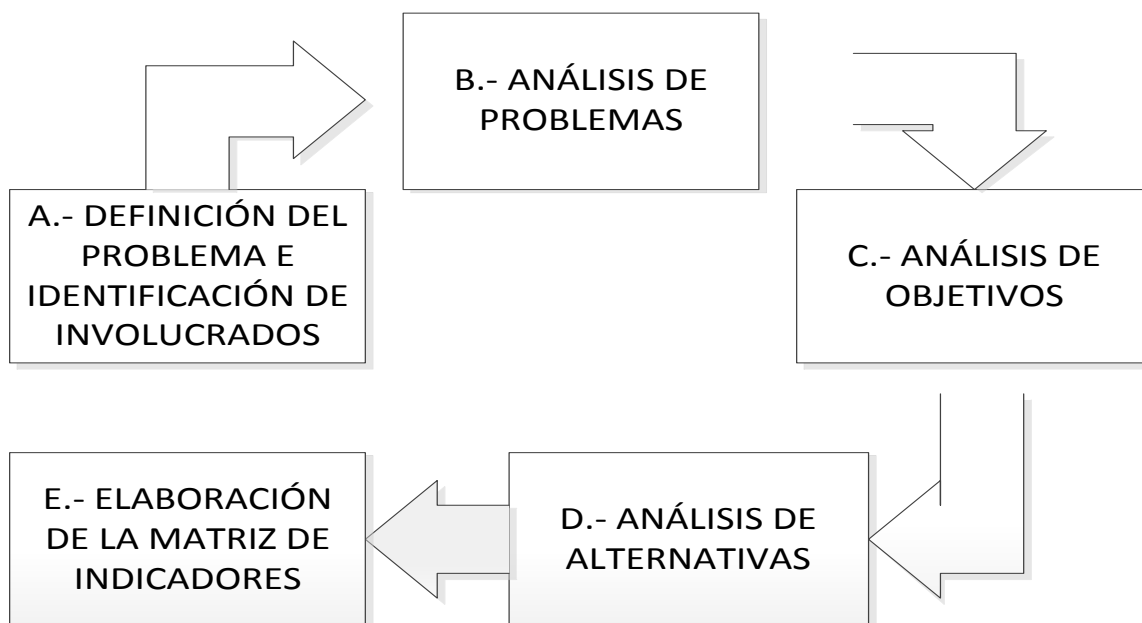 B.- ANÁLISIS DE
PROBLEMAS
A.- DEFINICIÓN DEL
PROBLEMA E
IDENTIFICACIÓN DE
INVOLUCRADOS
C.- ANÁLISIS DE
OBJETIVOS
D.- ANÁLISIS DE
ALTERNATIVAS
E.- ELABORACIÓN
DE LA MATRIZ DE
INDICADORES